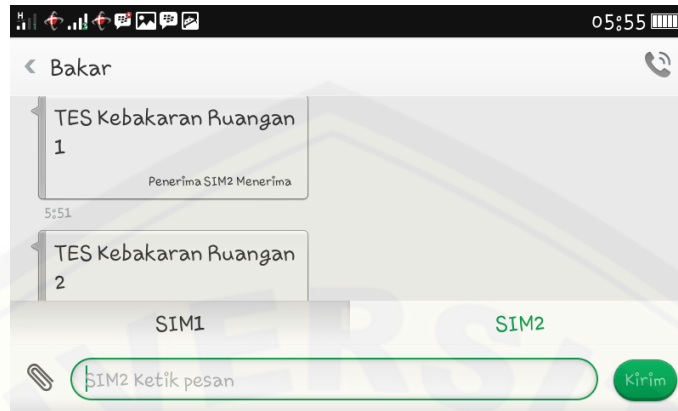 H
05:55
Bakar
TES Kebakaran Ruangan
1
Penerima SIM2 Menerima
5:51
TES Kebakaran Ruangan
2
SIM1
SIM2
SIM2 Ketik pesan
Kirim
VERS